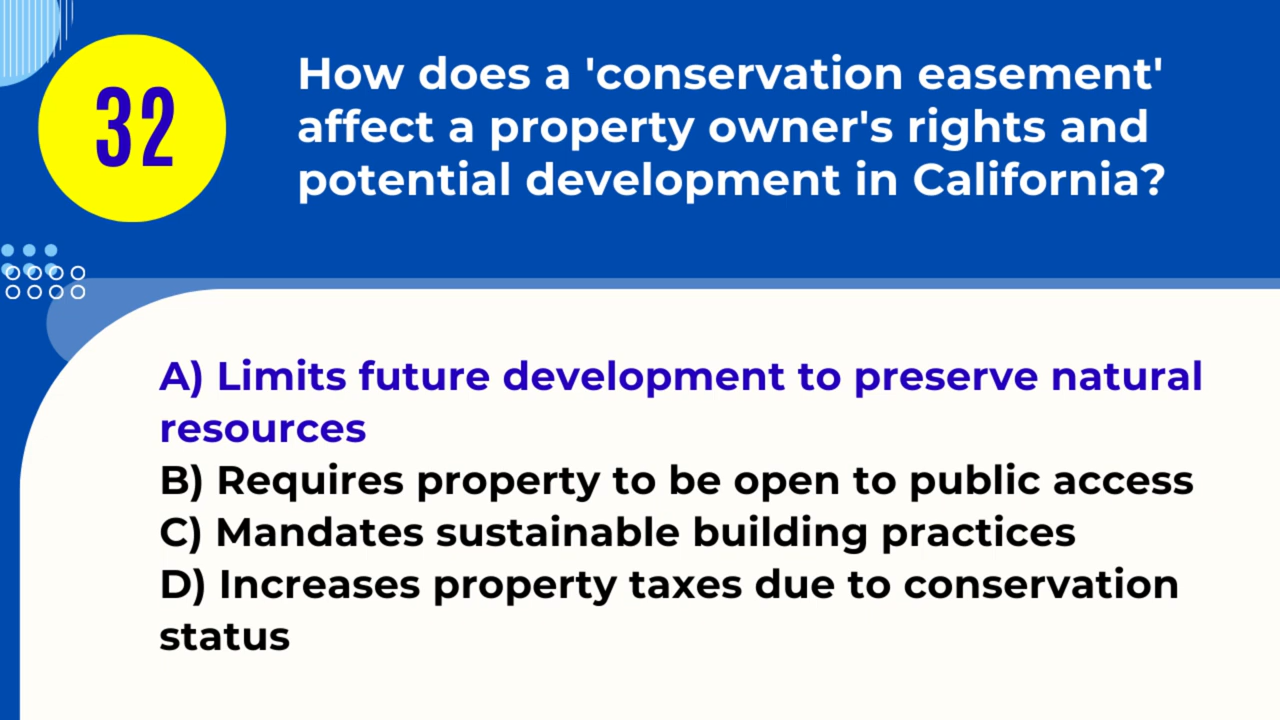 32
How does a 'conservation easement'
affect a property owner's rights and
potential development in California?
A) Limits future development to preserve natural
resources
B) Requires property to be open to public access
C) Mandates sustainable building practices
D) Increases property taxes due to conservation
status